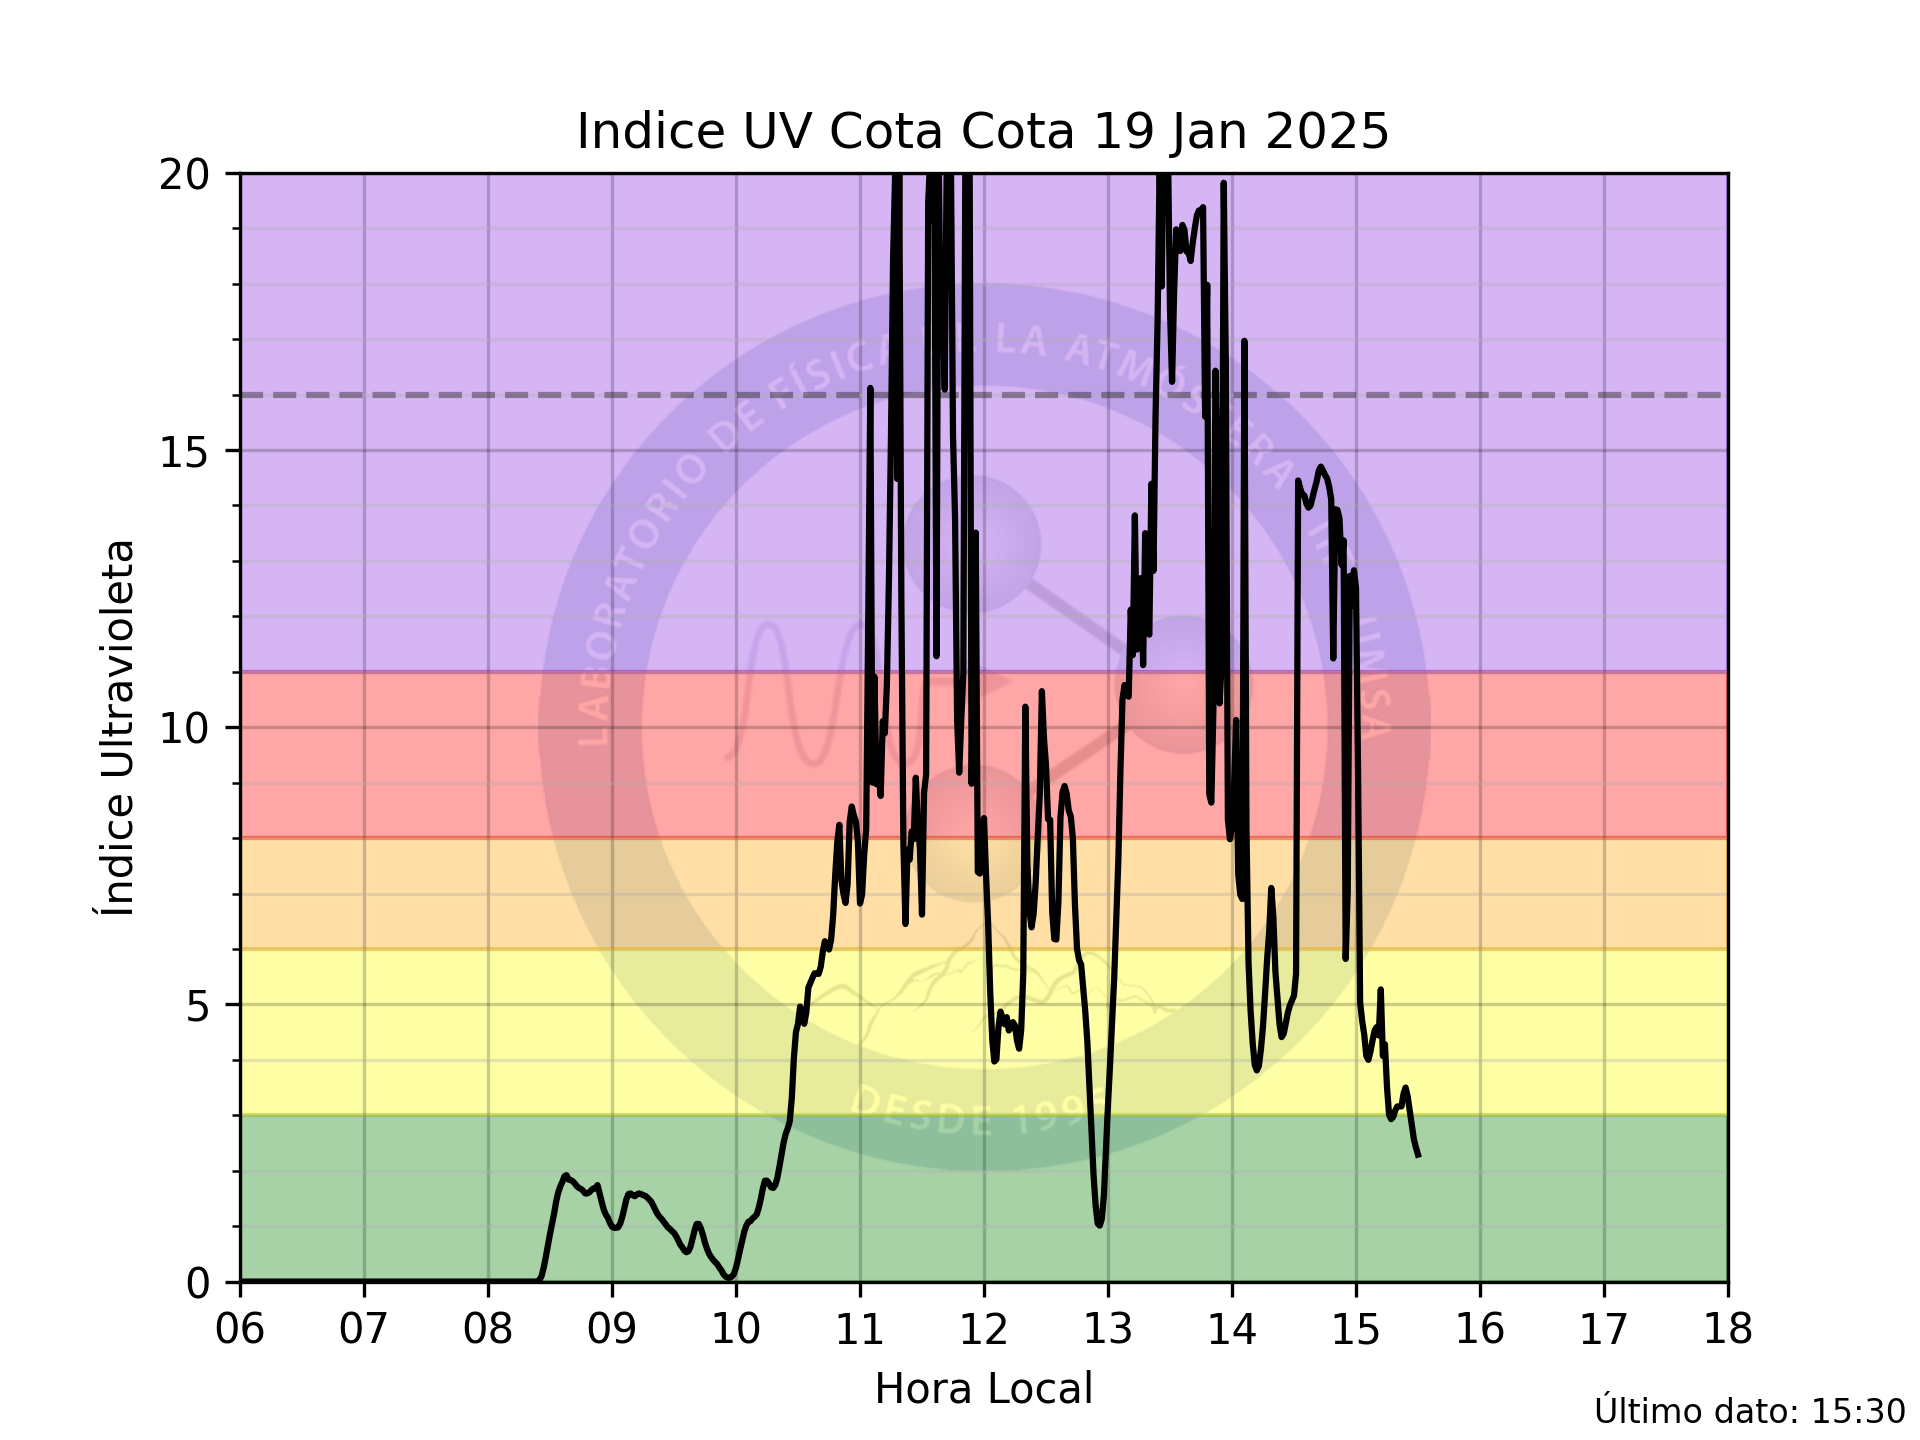 Indice UV Cota Cota 19 Jan 2025
Índice Ultravioleta
20
15
10
5
0
LABORATORIO DE FÍSICA LA ATMÓSFERA UMSA
DESDE 199
06 07 08 09 10 11 12 13 14 15 16 17 18
Hora Local
Último dato: 15:30